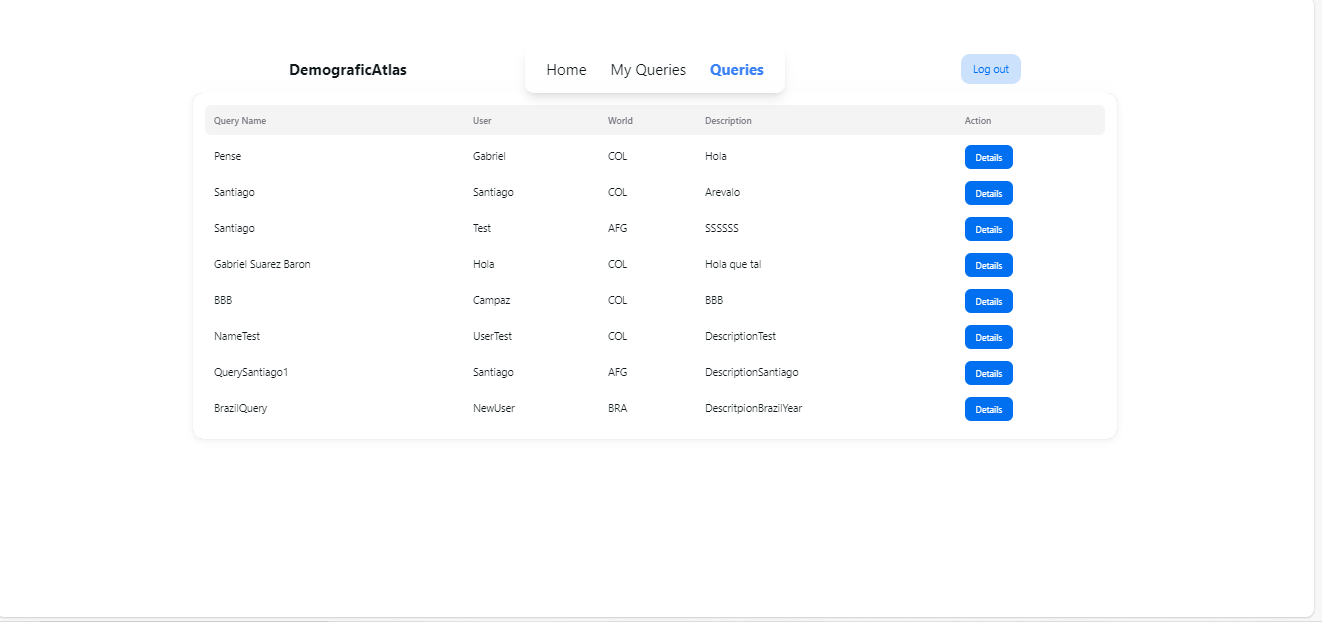 DemograficAtlas Home My Queries Queries Log out
Query Name User World Description Action
Pense Gabriel COL Hola Details
Santiago Santiago COL Arevalo Details
Santiago Test AFG SSSSSS Details
Gabriel Suarez Baron Hola COL Hola que tal Details
BBB Campaz COL BBB Details
NameTest UserTest COL DescriptionTest Details
QuerySantiago1 Santiago AFG DescriptionSantiago Details
BrazilQuery NewUser BRA DescritpionBrazilYear Details